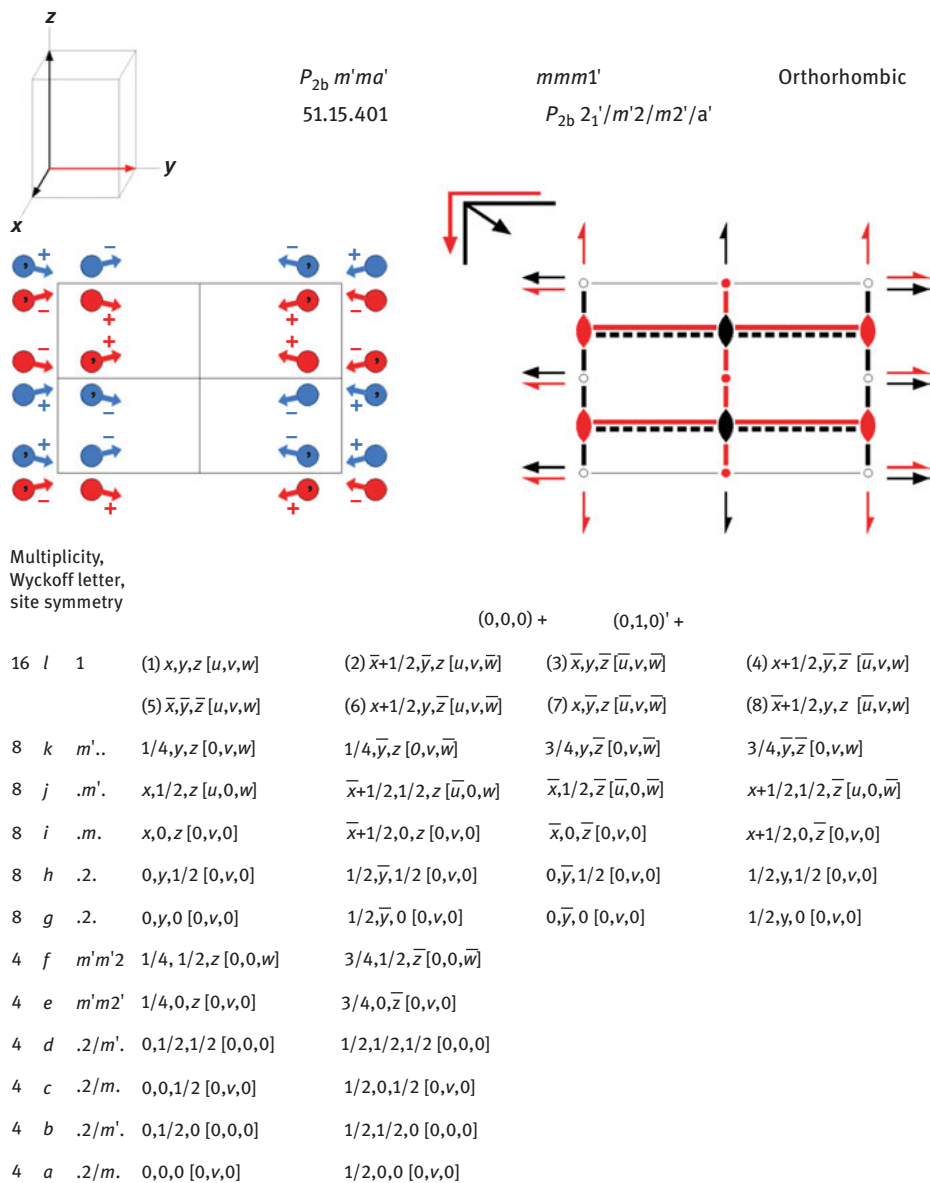 z
y
x
P2b m'ma' mmm1' Orthorhombic
51.15.401 P2b 21'/m'2/m2'/a'
+ − − +
, ,
, ,
− + + −
+ +
, ,
+ − − +
+ − − +
, ,
, ,
− + + −
Multiplicity,
Wyckoff letter,
site symmetry
(0,0,0) + (0,1,0)' +
16 l 1 (1) x,y,z [u,v,w] (2) x̅+1/2,y̅,z [u,v,w̅] (3) x̅,y,z̅ [u̅,v,w̅] (4) x+1/2,y̅,z̅ [u̅,v,w]
(5) x̅,y̅,z̅ [u,v,w] (6) x+1/2,y,z̅ [u,v,w̅] (7) x,y̅,z [u̅,v,w̅] (8) x̅+1/2,y,z [u̅,v,w]
8 k m'.. 1/4,y,z [0,v,w] 1/4,y̅,z [0,v,w̅] 3/4,y,z̅ [0,v,w̅] 3/4,y̅,z̅ [0,v,w]
8 j .m'. x,1/2,z [u,0,w] x̅+1/2,1/2,z [u̅,0,w] x̅,1/2,z̅ [u̅,0,w̅] x+1/2,1/2,z̅ [u,0,w̅]
8 i .m. x,0,z [0,v,0] x̅+1/2,0,z [0,v,0] x̅,0,z̅ [0,v,0] x+1/2,0,z̅ [0,v,0]
8 h .2. 0,y,1/2 [0,v,0] 1/2,y̅,1/2 [0,v,0] 0,y̅,1/2 [0,v,0] 1/2,y,1/2 [0,v,0]
8 g .2. 0,y,0 [0,v,0] 1/2,y̅,0 [0,v,0] 0,y̅,0 [0,v,0] 1/2,y,0 [0,v,0]
4 f m'm'2 1/4, 1/2,z [0,0,w] 3/4,1/2,z̅ [0,0,w̅]
4 e m'm2' 1/4,0,z [0,v,0] 3/4,0,z̅ [0,v,0]
4 d .2/m'. 0,1/2,1/2 [0,0,0] 1/2,1/2,1/2 [0,0,0]
4 c .2/m. 0,0,1/2 [0,v,0] 1/2,0,1/2 [0,v,0]
4 b .2/m'. 0,1/2,0 [0,0,0] 1/2,1/2,0 [0,0,0]
4 a .2/m. 0,0,0 [0,v,0] 1/2,0,0 [0,v,0]